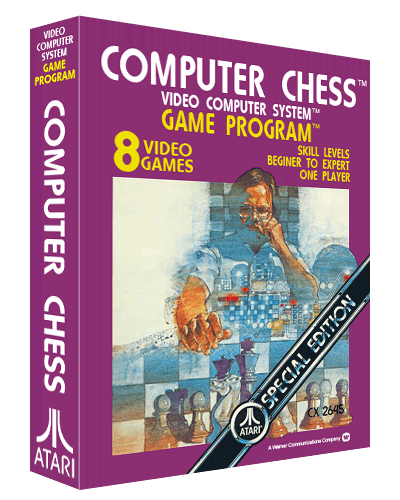 VIDEO
COMPUTER
SYSTEM
GAME
PROGRAM
COMPUTER CHESS
ATARI
COMPUTER CHESS™
VIDEO COMPUTER SYSTEM™
GAME PROGRAM™
8 VIDEO
GAMES
SKILL LEVELS
BEGINER TO EXPERT
ONE PLAYER
SPECIAL EDITION
ATARI
CX 2645
A Warner Communications Company